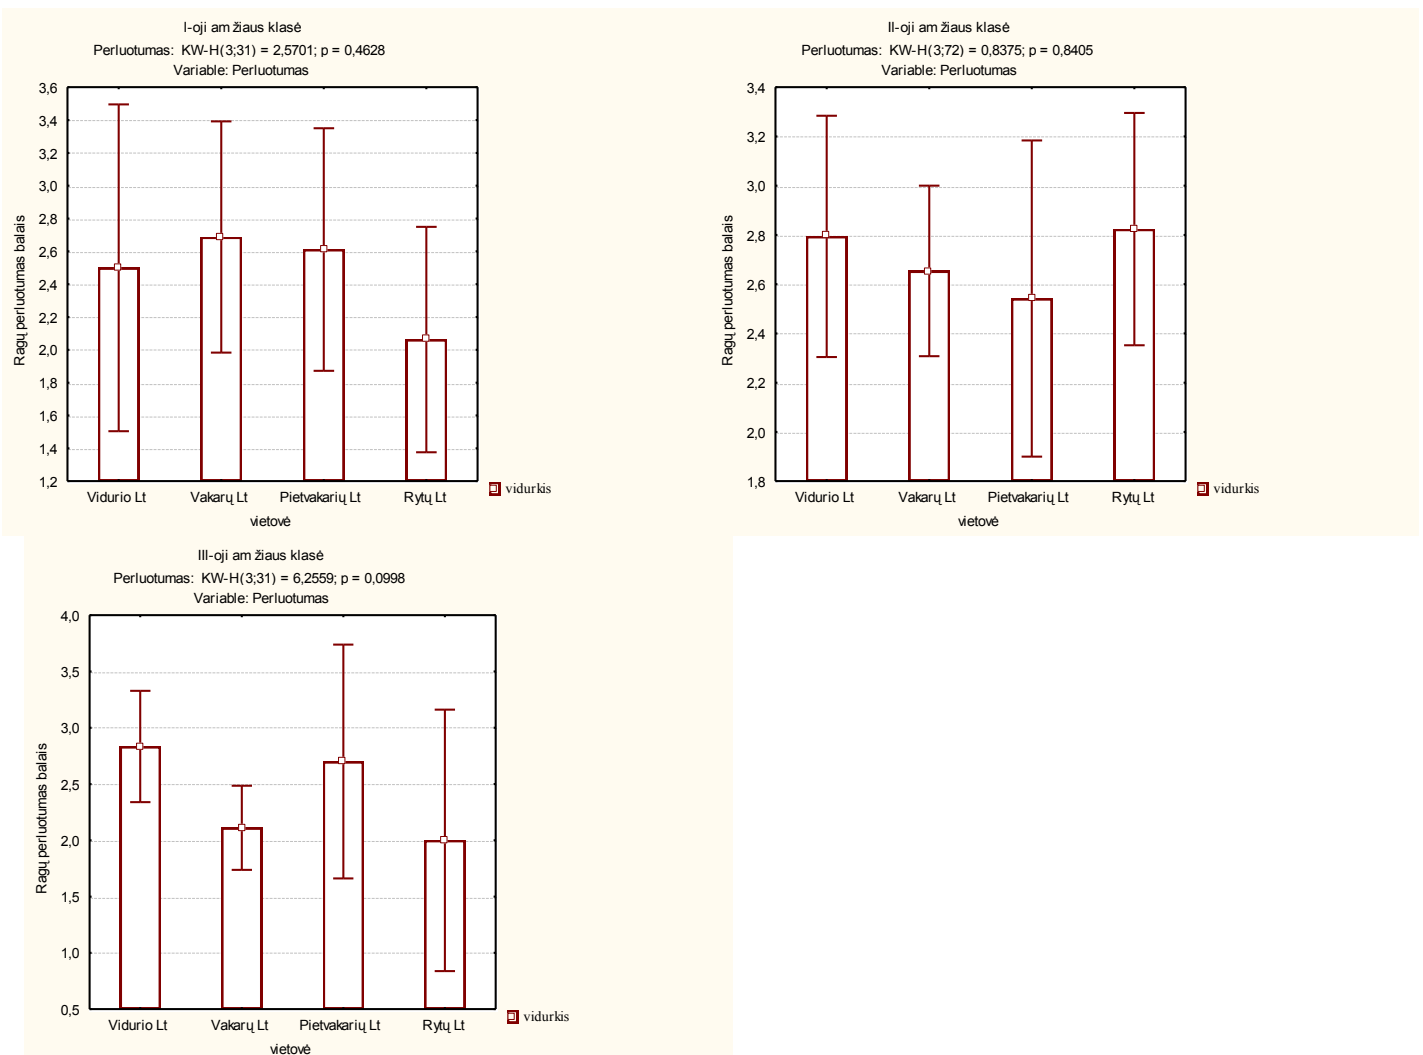 I-oji am žiaus klasė
Perluotumas: KW-H(3;31) = 2,5701; p = 0,4628
Variable: Perluotumas
3,6
3,4
3,2
3,0
2,8
2,6
2,4
2,2
2,0
1,8
1,6
1,4
1,2
Ragų perluotumas balais
Vidurio Lt Vakarų Lt Pietvakarių Lt Rytų Lt
vietovė
vidurkis
II-oji am žiaus klasė
Perluotumas: KW-H(3;72) = 0,8375; p = 0,8405
Variable: Perluotumas
3,4
3,2
3,0
2,8
2,6
2,4
2,2
2,0
1,8
Ragų perluotumas balais
Vidurio Lt Vakarų Lt Pietvakarių Lt Rytų Lt
vietovė
vidurkis
III-oji am žiaus klasė
Perluotumas: KW-H(3;31) = 6,2559; p = 0,0998
Variable: Perluotumas
4,0
3,5
3,0
2,5
2,0
1,5
1,0
0,5
Ragų perluotumas balais
Vidurio Lt Vakarų Lt Pietvakarių Lt Rytų Lt
vietovė
vidurkis